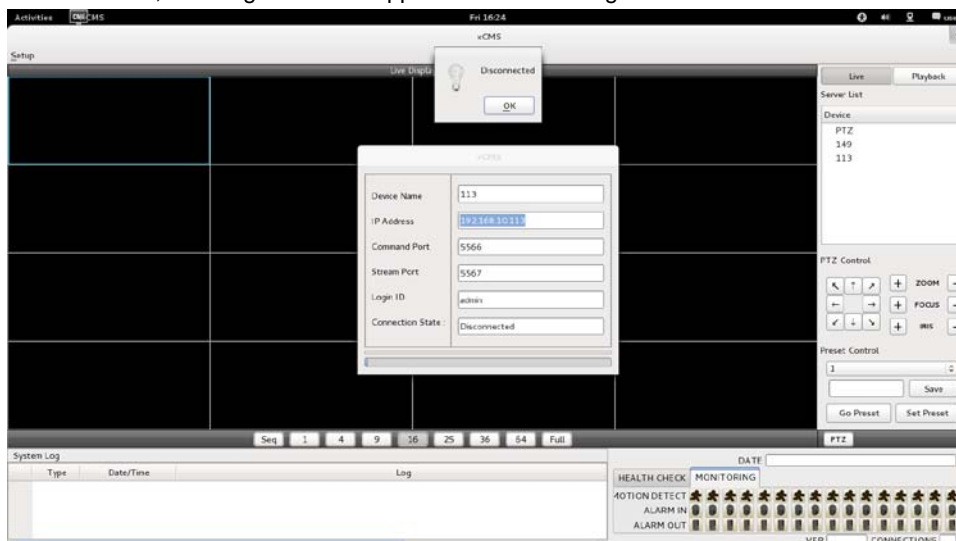 Activities CMS CMS Fri 16:24
xCMS
Setup
Live Displa
Disconnected
OK
Live Playback
Server List
Device
PTZ
149
113
xCMS
Device Name 113
IP Address 192.168.10.113
Command Port 5566
Stream Port 5567
Login ID admin
Connection State : Disconnected
PTZ Control
+ ZOOM -
+ FOCUS -
+ IRIS -
Preset Control
1
Save
Go Preset Set Preset
Seq 1 4 9 16 25 36 64 Full
PTZ
System Log
Type Date/Time Log
DATE
HEALTH CHECK MONITORING
MOTION DETECT
ALARM IN
ALARM OUT
VER CONNECTIONS